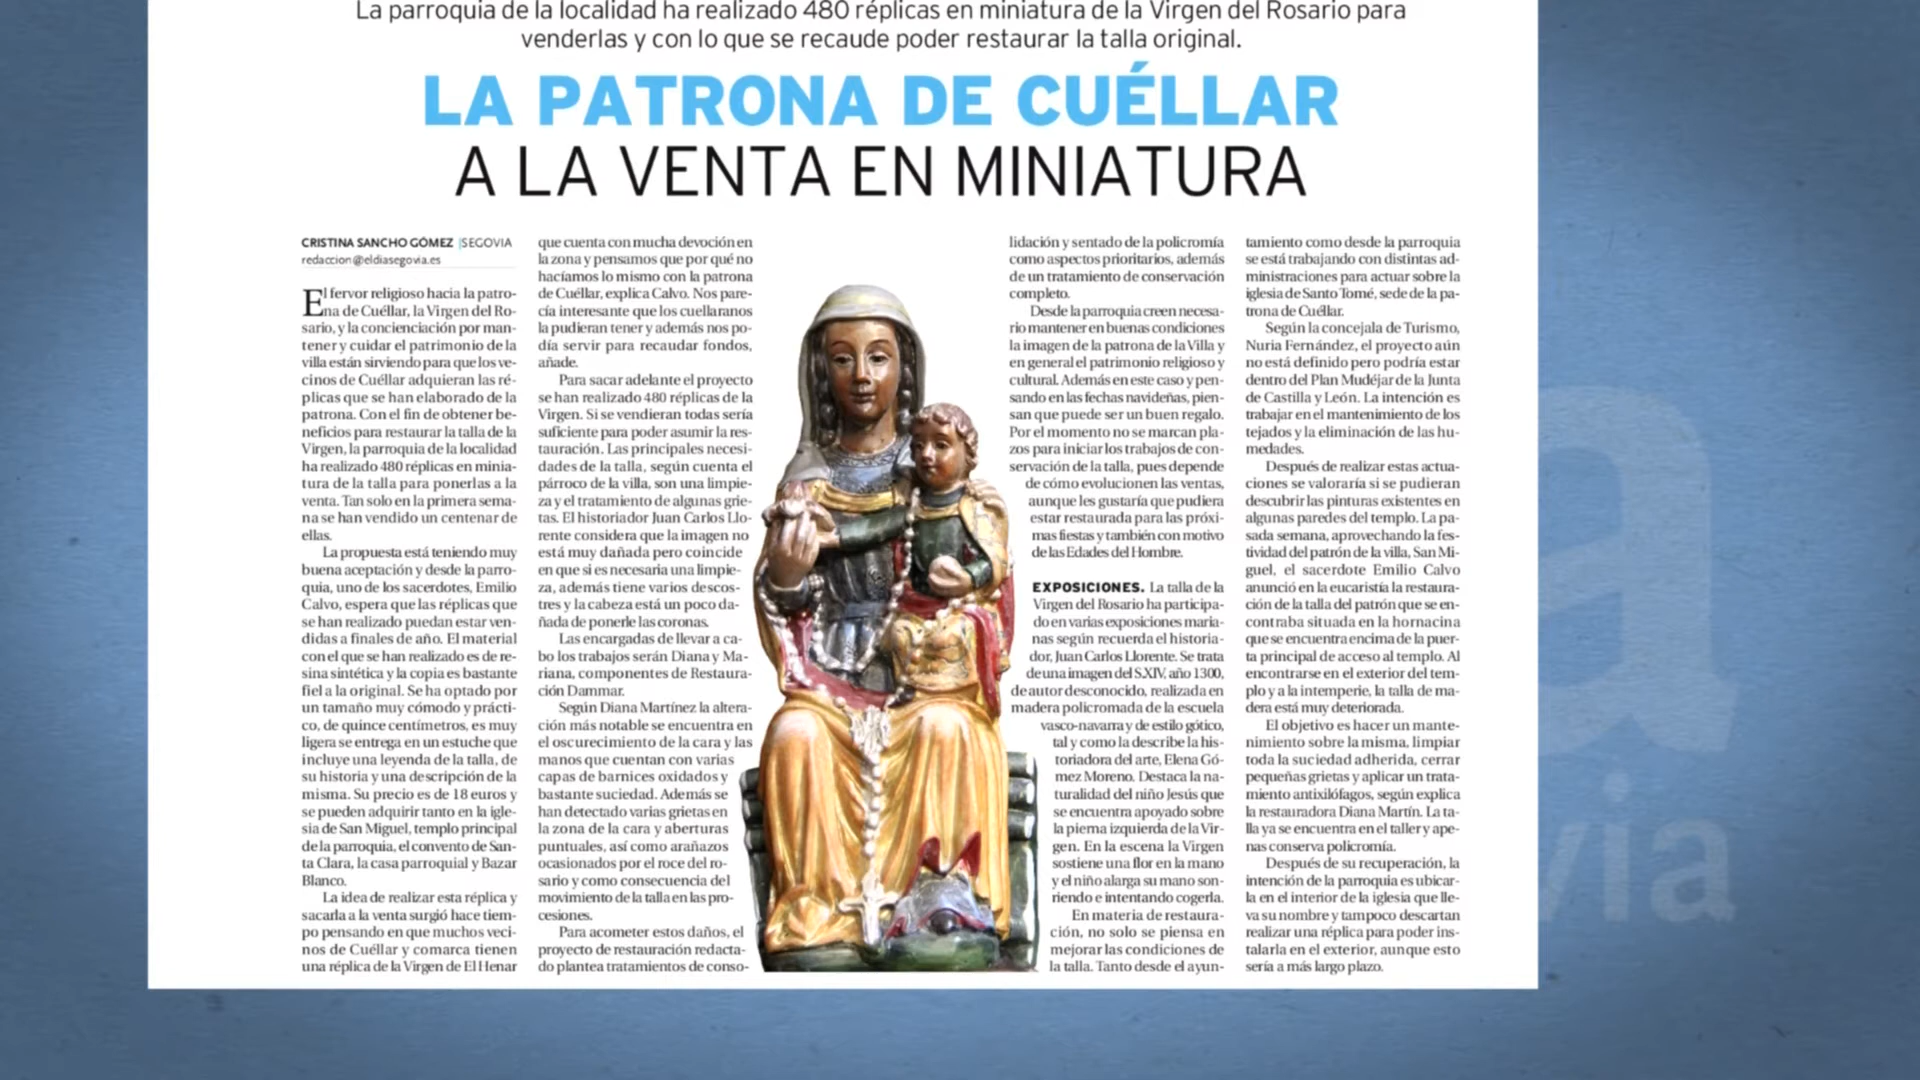 La parroquia de la localidad ha realizado 480 réplicas en miniatura de la Virgen del Rosario para
venderlas y con lo que se recaude poder restaurar la talla original.
LA PATRONA DE CUÉLLAR
A LA VENTA EN MINIATURA
CRISTINA SANCHO GÓMEZ |SEGOVIA
redaccion@eldiasegovia.es
El fervor religioso hacia la patro-
na de Cuéllar, la Virgen del Ro-
sario, y la concienciación por man-
tener y cuidar el patrimonio de la
villa están sirviendo para que los ve-
cinos de Cuéllar adquieran las ré-
plicas que se han elaborado de la
patrona. Con el fin de obtener be-
neficios para restaurar la talla de la
Virgen, la parroquia de la localidad
ha realizado 480 réplicas en minia-
tura de la talla para ponerlas a la
venta. Tan solo en la primera sema-
na se han vendido un centenar de
ellas.
La propuesta está teniendo muy
buena aceptación y desde la parro-
quia, uno de los sacerdotes, Emilio
Calvo, espera que las réplicas que
se han realizado puedan estar ven-
didas a finales de año. El material
con el que se han realizado es de re-
sina sintética y la copia es bastante
fiel a la original. Se ha optado por
un tamaño muy cómodo y prácti-
co, de quince centímetros, es muy
ligera se entrega en un estuche que
incluye una leyenda de la talla, de
su historia y una descripción de la
misma. Su precio es de 18 euros y
se pueden adquirir tanto en la igle-
sia de San Miguel, templo principal
de la parroquia, el convento de San-
ta Clara, la casa parroquial y Bazar
Blanco.
La idea de realizar esta réplica y
sacarla a la venta surgió hace tiem-
po pensando en que muchos veci-
nos de Cuéllar y comarca tienen
una réplica de la Virgen de El Henar
que cuenta con mucha devoción en
la zona y pensamos que por qué no
hacíamos lo mismo con la patrona
de Cuéllar, explica Calvo. Nos pare-
cía interesante que los cuellaranos
la pudieran tener y además nos po-
día servir para recaudar fondos,
añade.
Para sacar adelante el proyecto
se han realizado 480 réplicas de la
Virgen. Si se vendieran todas sería
suficiente para poder asumir la res-
tauración. Las principales necesi-
dades de la talla, según cuenta el
párroco de la villa, son una limpie-
za y el tratamiento de algunas grie-
tas. El historiador Juan Carlos Llo-
rente considera que la imagen no
está muy dañada pero coincide
en que si es necesaria una limpie-
za, además tiene varios descos-
tres y la cabeza está un poco da-
ñada de ponerle las coronas.
Las encargadas de llevar a ca-
bo los trabajos serán Diana y Ma-
riana, componentes de Restaura-
ción Dammar.
Según Diana Martínez la altera-
ción más notable se encuentra en
el oscurecimiento de la cara y las
manos que cuentan con varias
capas de barnices oxidados y
bastante suciedad. Además se
han detectado varias grietas en
la zona de la cara y aberturas
puntuales, así como arañazos
ocasionados por el roce del ro-
sario y como consecuencia del
movimiento de la talla en las pro-
cesiones.
Para acometer estos daños, el
proyecto de restauración redacta-
do plantea tratamientos de conso-
lidación y sentado de la policromía
como aspectos prioritarios, además
de un tratamiento de conservación
completo.
Desde la parroquia creen necesa-
rio mantener en buenas condiciones
la imagen de la patrona de la Villa y
en general el patrimonio religioso y
cultural. Además en este caso y pen-
sando en las fechas navideñas, pien-
san que puede ser un buen regalo.
Por el momento no se marcan pla-
zos para iniciar los trabajos de con-
servación de la talla, pues depende
de cómo evolucionen las ventas,
aunque les gustaría que pudiera
estar restaurada para las próxi-
mas fiestas y también con motivo
de las Edades del Hombre.
EXPOSICIONES. La talla de la
Virgen del Rosario ha participa-
do en varias exposiciones maria-
nas según recuerda el historia-
dor, Juan Carlos Llorente. Se trata
de una imagen del S.XIV, año 1300,
de autor desconocido, realizada en
madera policromada de la escuela
vasco-navarra y de estilo gótico,
tal y como la describe la his-
toriadora del arte, Elena Gó-
mez Moreno. Destaca la na-
turalidad del niño Jesús que
se encuentra apoyado sobre
la pierna izquierda de la Vir-
gen. En la escena la Virgen
sostiene una flor en la mano
y el niño alarga su mano son-
riendo e intentando cogerla.
En materia de restaura-
ción, no solo se piensa en
mejorar las condiciones de
la talla. Tanto desde el ayun-
tamiento como desde la parroquia
se está trabajando con distintas ad-
ministraciones para actuar sobre la
iglesia de Santo Tomé, sede de la pa-
trona de Cuéllar.
Según la concejala de Turismo,
Nuria Fernández, el proyecto aún
no está definido pero podría estar
dentro del Plan Mudéjar de la Junta
de Castilla y León. La intención es
trabajar en el mantenimiento de los
tejados y la eliminación de las hu-
medades.
Después de realizar estas actua-
ciones se valoraría si se pudieran
descubrir las pinturas existentes en
algunas paredes del templo. La pa-
sada semana, aprovechando la fes-
tividad del patrón de la villa, San Mi-
guel, el sacerdote Emilio Calvo
anunció en la eucaristía la restaura-
ción de la talla del patrón que se en-
contraba situada en la hornacina
que se encuentra encima de la puer-
ta principal de acceso al templo. Al
encontrarse en el exterior del tem-
plo y a la intemperie, la talla de ma-
dera está muy deteriorada.
El objetivo es hacer un mante-
nimiento sobre la misma, limpiar
toda la suciedad adherida, cerrar
pequeñas grietas y aplicar un trata-
miento antixilófagos, según explica
la restauradora Diana Martín. La ta-
lla ya se encuentra en el taller y ape-
nas conserva policromía.
Después de su recuperación, la
intención de la parroquia es ubicar-
la en el interior de la iglesia que lle-
va su nombre y tampoco descartan
realizar una réplica para poder ins-
talarla en el exterior, aunque esto
sería a más largo plazo.
a
via